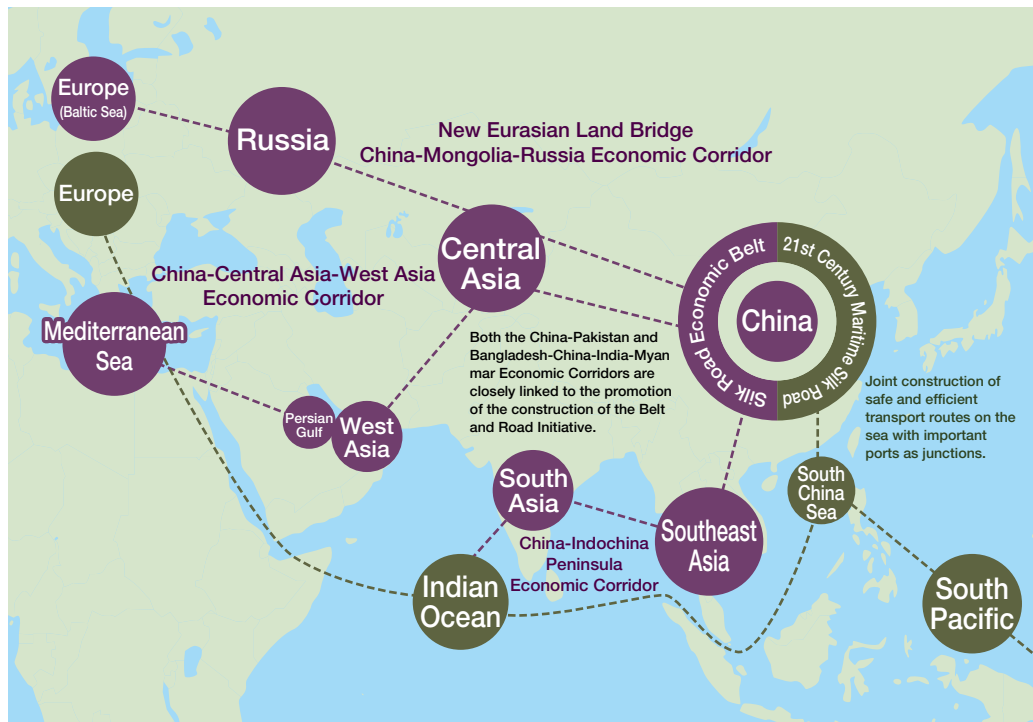 Europe
(Baltic Sea)
Russia
New Eurasian Land Bridge
China-Mongolia-Russia Economic Corridor
Europe
Central
Asia
China-Central Asia-West Asia
Economic Corridor
Silk Road Economic Belt
21st Century Maritime Silk Road
China
Mediterranean
Sea
Both the China-Pakistan and
Bangladesh-China-India-Myan
mar Economic Corridors are
closely linked to the promotion
of the construction of the Belt
and Road Initiative.
Joint construction of
safe and efficient
transport routes on the
sea with important
ports as junctions.
Persian
Gulf
West
Asia
South
Asia
South
China
Sea
Southeast
Asia
China-Indochina
Peninsula
Economic Corridor
Indian
Ocean
South
Pacific